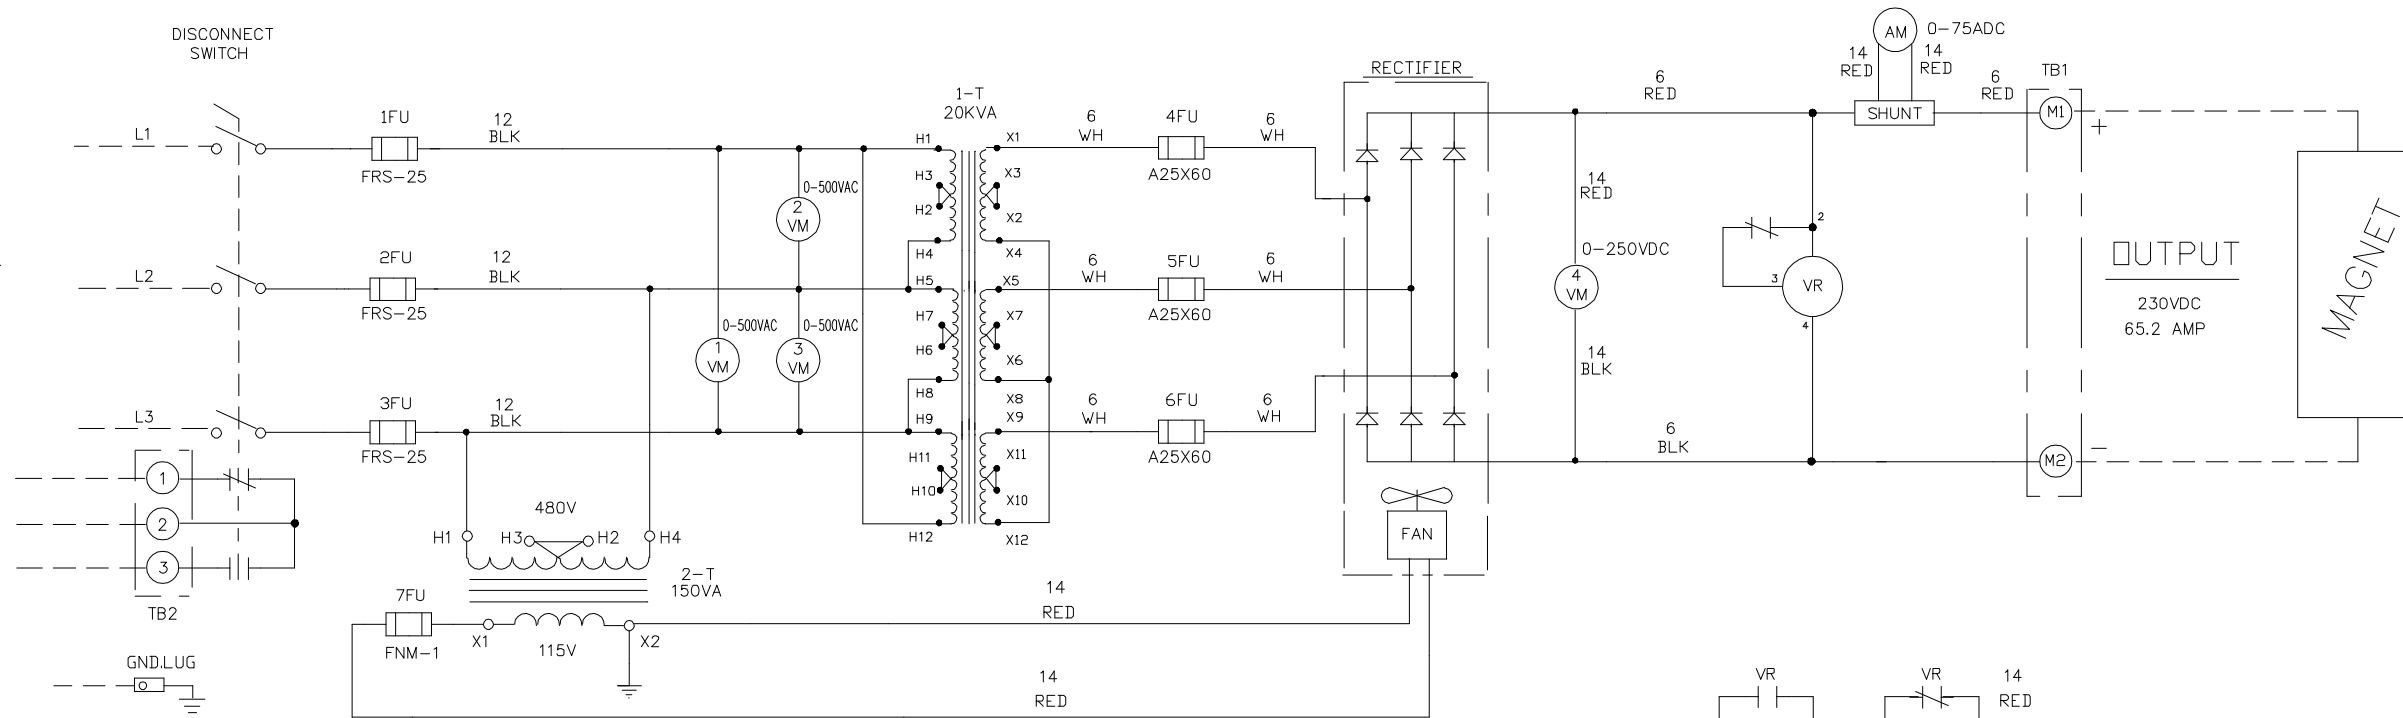 DISCONNECT
SWITCH
AM
0-75ADC
14
RED
14
RED
RECTIFIER
6
RED
6
RED
TB1
1-T
20KVA
L1
1FU
FRS-25
12
BLK
H1
X1
6
WH
4FU
A25X60
6
WH
SHUNT
M1
+
H3
X3
H2
X2
H4
X4
0-500VAC
2
VM
14
RED
2
L2
2FU
FRS-25
12
BLK
H5
X5
6
WH
5FU
A25X60
6
WH
0-250VDC
4
VM
3
VR
4
OUTPUT
230VDC
65.2 AMP
MAGNET
H7
X7
H6
X6
H8
X8
0-500VAC
1
VM
0-500VAC
3
VM
14
BLK
L3
3FU
FRS-25
12
BLK
H9
X9
6
WH
6FU
A25X60
6
WH
6
BLK
M2
-
H11
X11
H10
X10
H12
X12
1
2
3
TB2
480V
H1
H3
H2
H4
2-T
150VA
FAN
7FU
FNM-1
X1
115V
X2
14
RED
GND.LUG
14
RED
VR
VR
14
RED